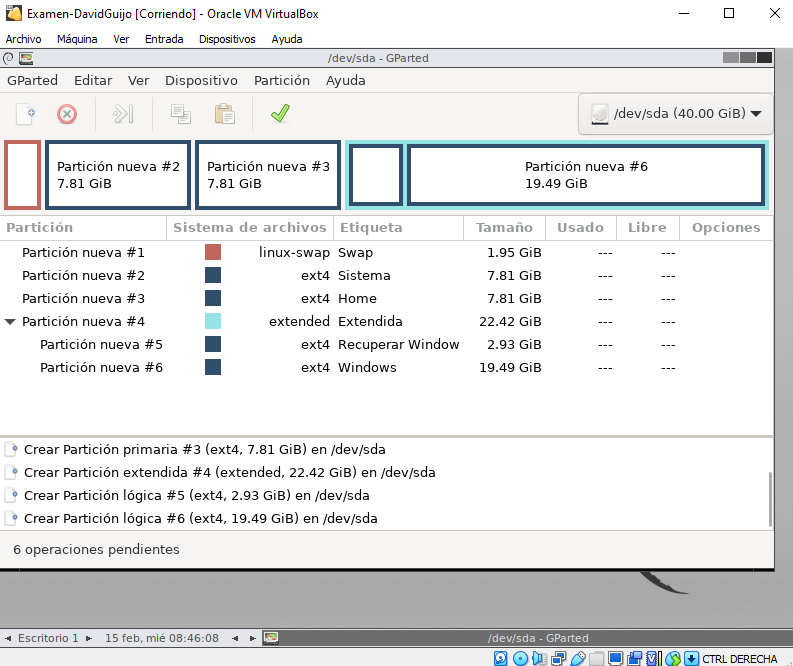 Examen-DavidGuijo [Corriendo] - Oracle VM VirtualBox
Archivo Máquina Ver Entrada Dispositivos Ayuda
/dev/sda - GParted
GParted Editar Ver Dispositivo Partición Ayuda
/dev/sda (40.00 GiB)
Partición nueva #2
7.81 GiB
Partición nueva #3
7.81 GiB
Partición nueva #6
19.49 GiB
Partición Sistema de archivos Etiqueta Tamaño Usado Libre Opciones
Partición nueva #1 linux-swap Swap 1.95 GiB --- ---
Partición nueva #2 ext4 Sistema 7.81 GiB --- ---
Partición nueva #3 ext4 Home 7.81 GiB --- ---
Partición nueva #4 extended Extendida 22.42 GiB --- ---
Partición nueva #5 ext4 Recuperar Window 2.93 GiB --- ---
Partición nueva #6 ext4 Windows 19.49 GiB --- ---
Crear Partición primaria #3 (ext4, 7.81 GiB) en /dev/sda
Crear Partición extendida #4 (extended, 22.42 GiB) en /dev/sda
Crear Partición lógica #5 (ext4, 2.93 GiB) en /dev/sda
Crear Partición lógica #6 (ext4, 19.49 GiB) en /dev/sda
6 operaciones pendientes
Escritorio 1 15 feb, mié 08:46:08 /dev/sda - GParted
CTRL DERECHA